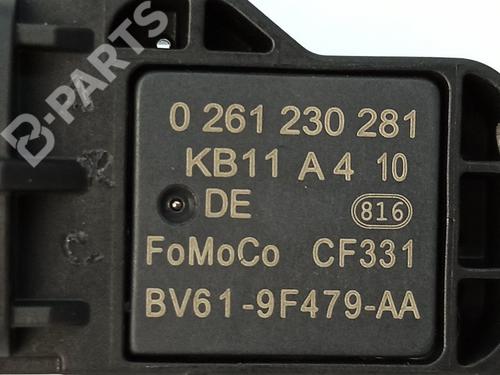 B-PARTS
0 261 230 281
KB11 A 4 10
DE 816
FoMoCo CF331
BV61-9F479-AA